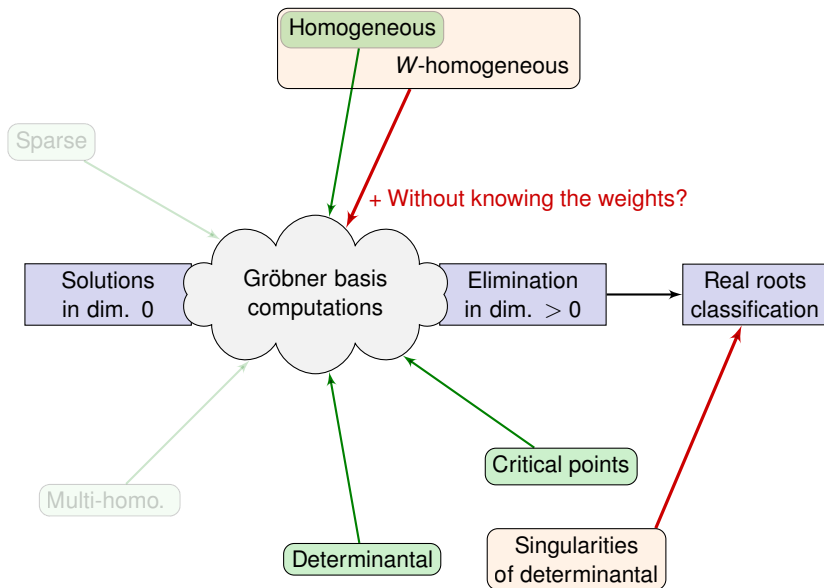 Homogeneous
W-homogeneous
Sparse
+ Without knowing the weights?
Solutions
in dim. 0
Gröbner basis
computations
Elimination
in dim. > 0
Real roots
classification
Critical points
Multi-homo.
Determinantal
Singularities
of determinantal